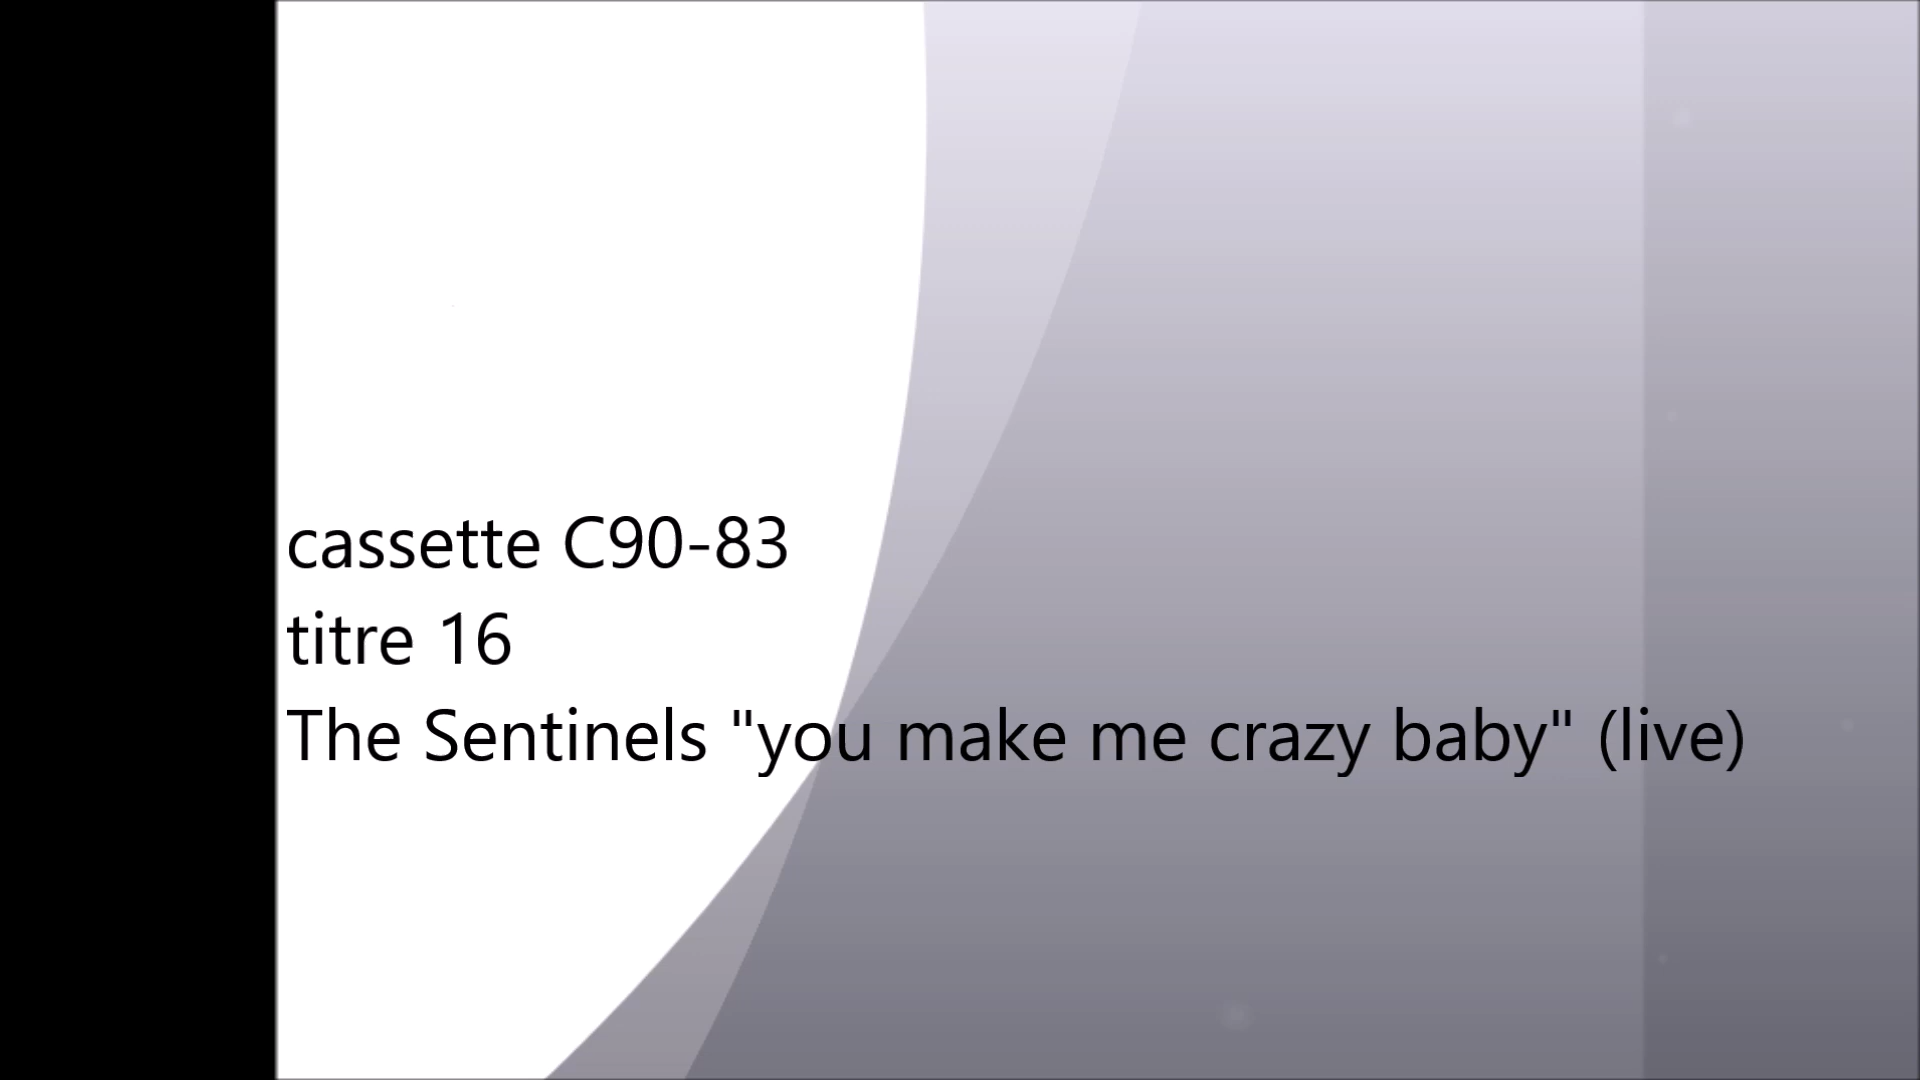 cassette C90-83
titre 16
The Sentinels "you make me crazy baby" (live)